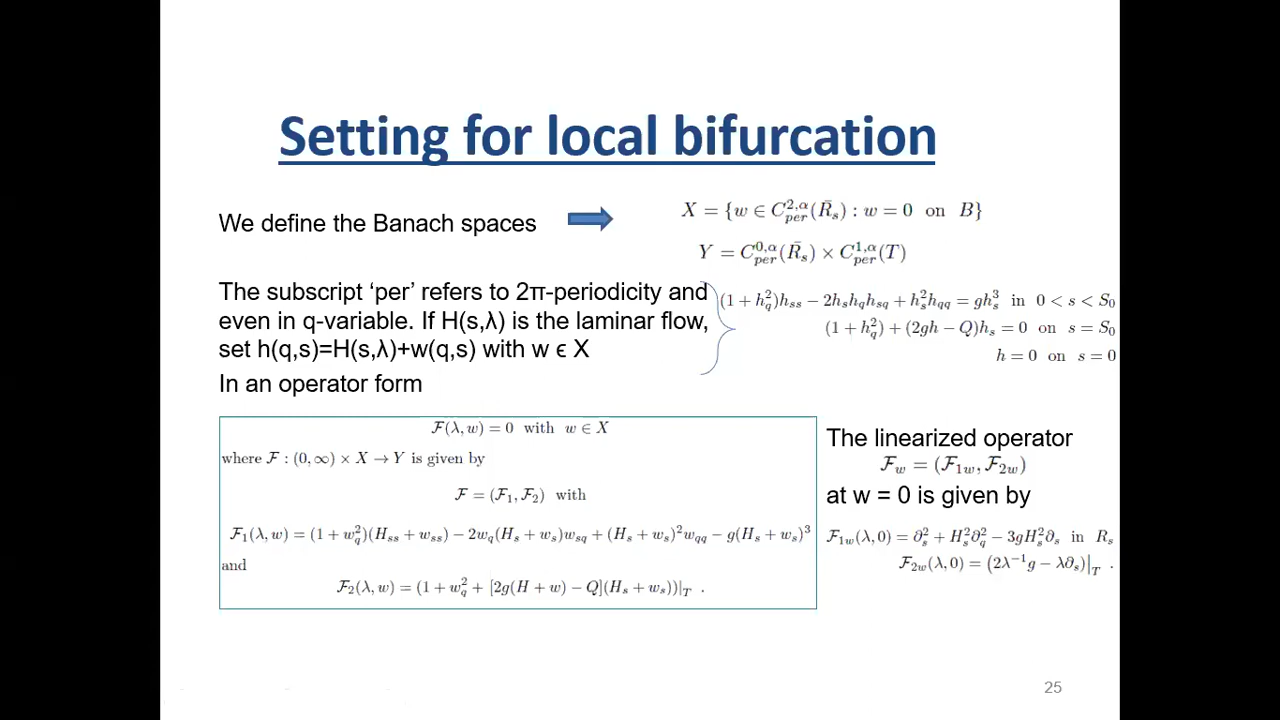 Setting for local bifurcation
We define the Banach spaces
X = {w ∈ C^{2,α}_{per}(R̄_s) : w = 0 on B}
Y = C^{0,α}_{per}(R̄_s) × C^{1,α}_{per}(T)
The subscript ‘per’ refers to 2π-periodicity and
even in q-variable. If H(s,λ) is the laminar flow,
set h(q,s)=H(s,λ)+w(q,s) with w ϵ X
(1 + h_q^2)h_{ss} − 2h_s h_q h_{sq} + h_s^2 h_{qq} = gh_s^3 in 0 < s < S_0
(1 + h_q^2) + (2gh − Q)h_s = 0 on s = S_0
h = 0 on s = 0
In an operator form
F(λ, w) = 0 with w ∈ X
where F : (0, ∞) × X → Y is given by
F = (F_1, F_2) with
F_1(λ, w) = (1 + w_q^2)(H_{ss} + w_{ss}) − 2w_q(H_s + w_s)w_{sq} + (H_s + w_s)^2 w_{qq} − g(H_s + w_s)^3
and
F_2(λ, w) = (1 + w_q^2 + [2g(H + w) − Q](H_s + w_s))|_T .
The linearized operator
F_w = (F_{1w}, F_{2w})
at w = 0 is given by
F_{1w}(λ, 0) = ∂_s^2 + H_s^2 ∂_q^2 − 3gH_s^2 ∂_s in R_s
F_{2w}(λ, 0) = (2λ^{−1}g − λ∂_s)|_T .
25